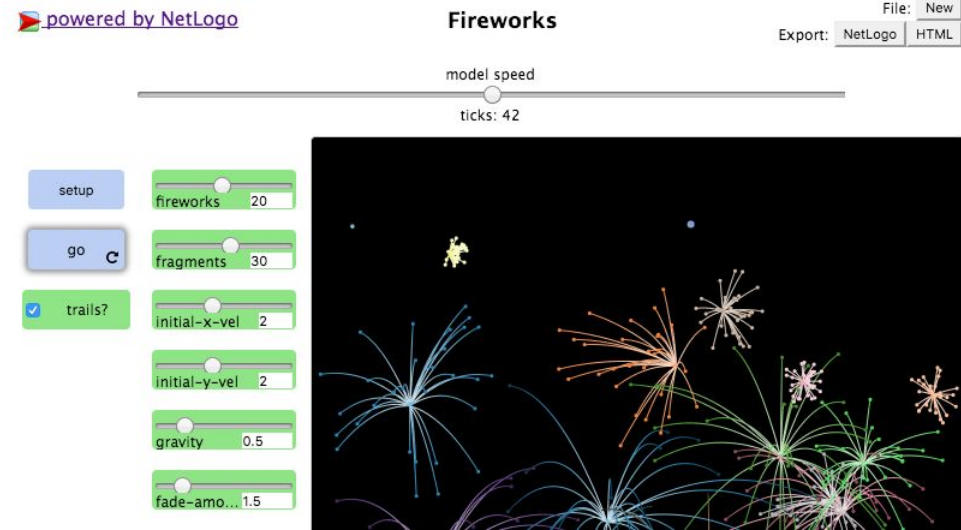 powered by NetLogo
Fireworks
File: New
Export: NetLogo HTML
model speed
ticks: 42
setup
go
trails?
fireworks 20
fragments 30
initial-x-vel 2
initial-y-vel 2
gravity 0.5
fade-amo... 1.5